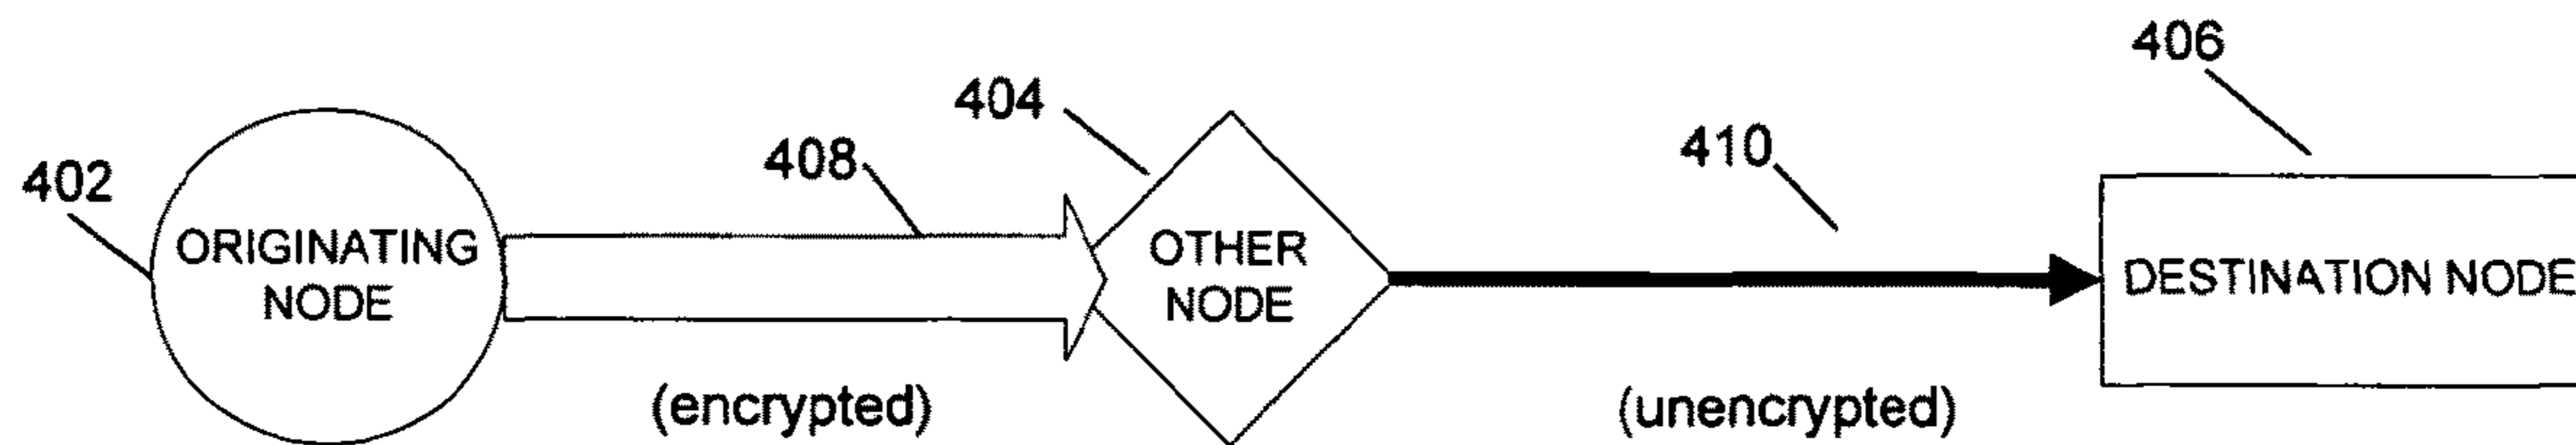 406
404
410
408
402
ORIGINATING
NODE
OTHER
NODE
DESTINATION NODE
(encrypted)
(unencrypted)